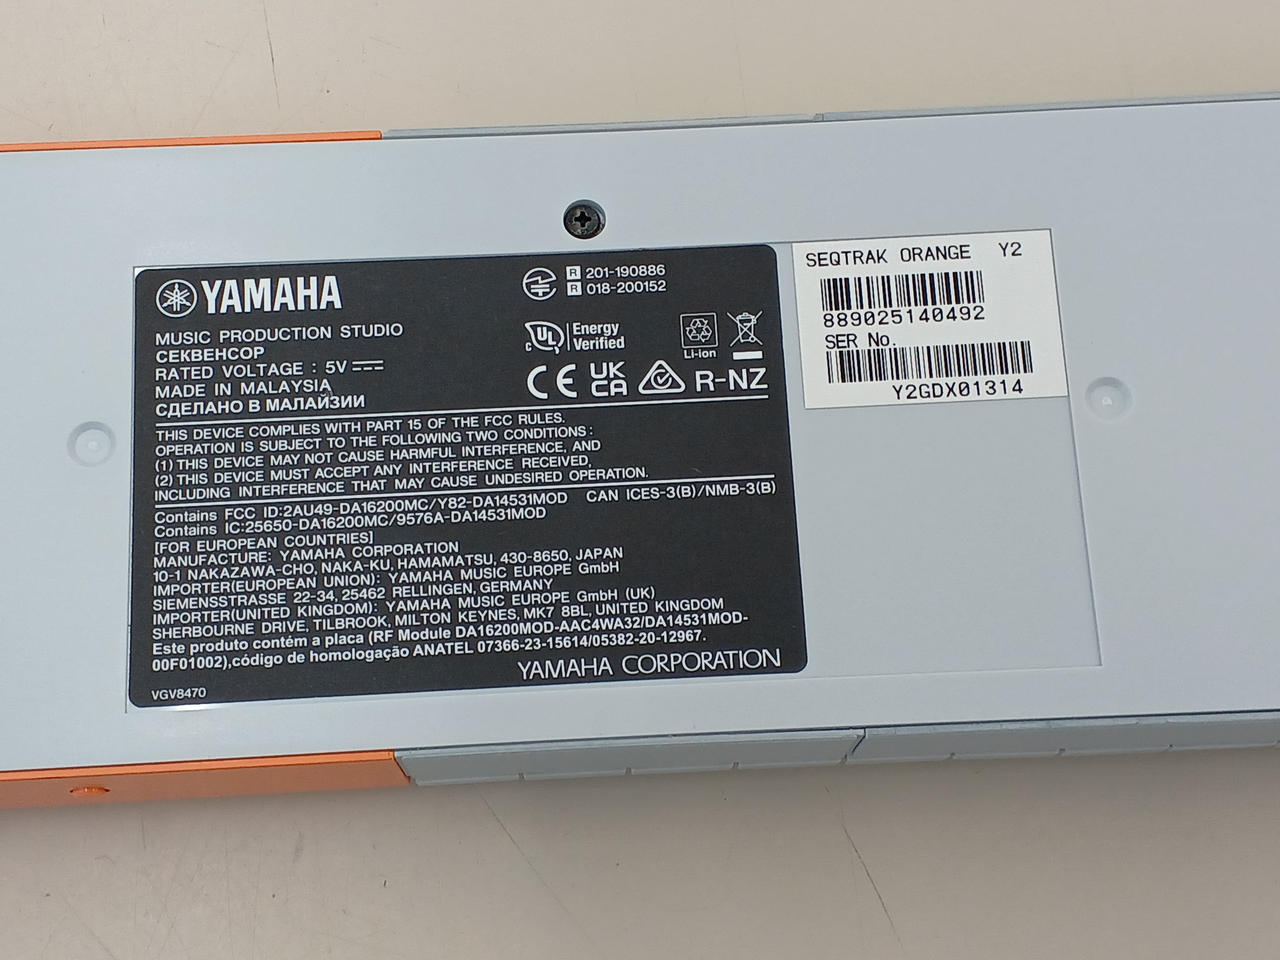 YAMAHA
MUSIC PRODUCTION STUDIO
СЕКВЕНСОР
RATED VOLTAGE : 5V
MADE IN MALAYSIA
СДЕЛАНО В МАЛАЙЗИИ
R 201-190886
R 018-200152
c UL Energy
Verified
Li-ion
CE UK
CA R-NZ
THIS DEVICE COMPLIES WITH PART 15 OF THE FCC RULES.
OPERATION IS SUBJECT TO THE FOLLOWING TWO CONDITIONS :
(1) THIS DEVICE MAY NOT CAUSE HARMFUL INTERFERENCE, AND
(2) THIS DEVICE MUST ACCEPT ANY INTERFERENCE RECEIVED,
INCLUDING INTERFERENCE THAT MAY CAUSE UNDESIRED OPERATION.
Contains FCC ID:2AU49-DA16200MC/Y82-DA14531MOD CAN ICES-3(B)/NMB-3(B)
Contains IC:25650-DA16200MC/9576A-DA14531MOD
[FOR EUROPEAN COUNTRIES]
MANUFACTURE: YAMAHA CORPORATION
10-1 NAKAZAWA-CHO, NAKA-KU, HAMAMATSU, 430-8650, JAPAN
IMPORTER(EUROPEAN UNION): YAMAHA MUSIC EUROPE GmbH
SIEMENSSTRASSE 22-34, 25462 RELLINGEN, GERMANY
IMPORTER(UNITED KINGDOM): YAMAHA MUSIC EUROPE GmbH (UK)
SHERBOURNE DRIVE, TILBROOK, MILTON KEYNES, MK7 8BL, UNITED KINGDOM
Este produto contém a placa (RF Module DA16200MOD-AAC4WA32/DA14531MOD-
00F01002),código de homologação ANATEL 07366-23-15614/05382-20-12967.
YAMAHA CORPORATION
VGV8470
SEQTRAK ORANGE Y2
889025140492
SER No.
Y2GDX01314